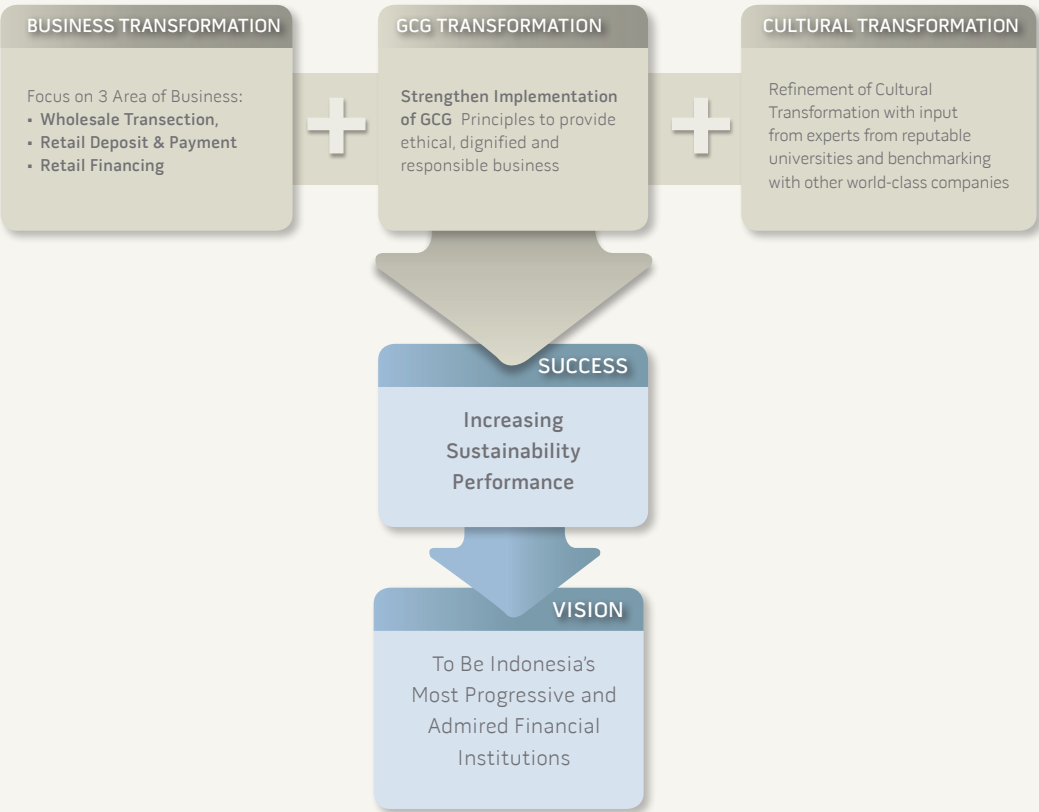 BUSINESS TRANSFORMATION
Focus on 3 Area of Business:
▪ Wholesale Transection,
▪ Retail Deposit & Payment
▪ Retail Financing
GCG TRANSFORMATION
Strengthen Implementation
of GCG Principles to provide
ethical, dignified and
responsible business
CULTURAL TRANSFORMATION
Refinement of Cultural
Transformation with input
from experts from reputable
universities and benchmarking
with other world-class companies
SUCCESS
Increasing
Sustainability
Performance
VISION
To Be Indonesia's
Most Progressive and
Admired Financial
Institutions